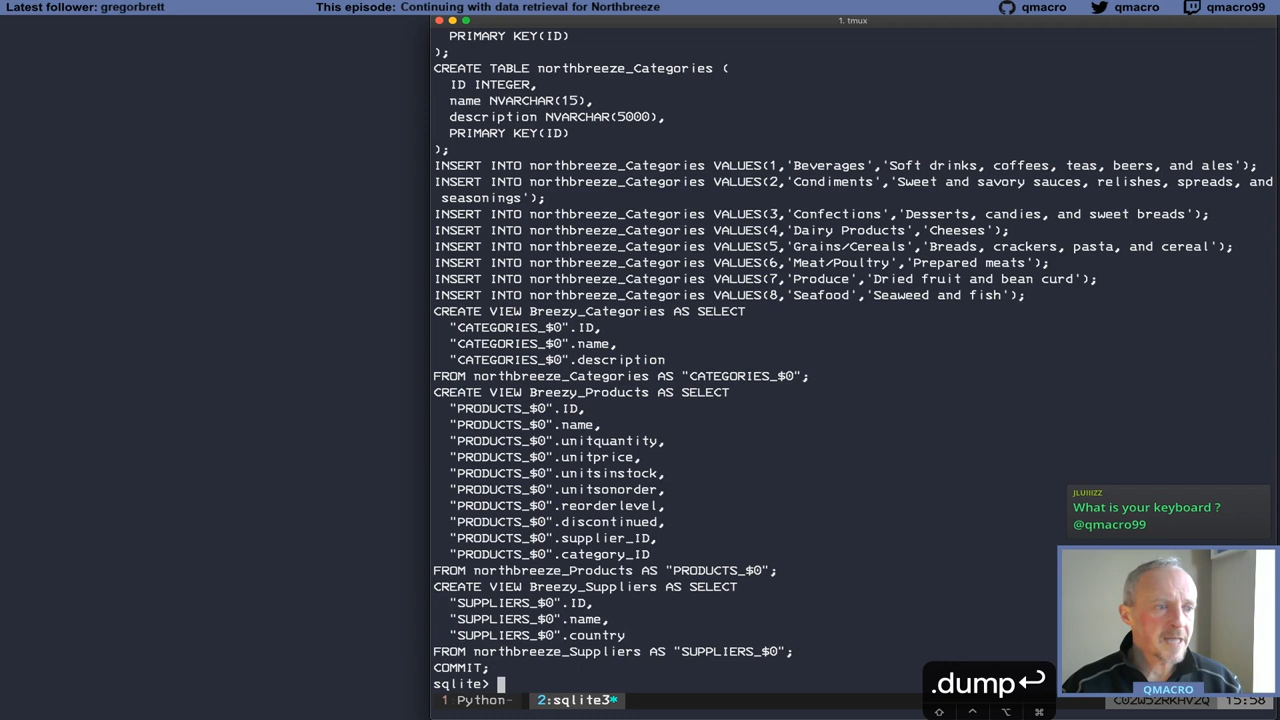 Latest follower: gregorbrett
This episode: Continuing with data retrieval for Northbreeze
qmacro
qmacro
qmacro99
1. tmux
PRIMARY KEY(ID)
);
CREATE TABLE northbreeze_Categories (
ID INTEGER,
name NVARCHAR(15),
description NVARCHAR(5000),
PRIMARY KEY(ID)
);
INSERT INTO northbreeze_Categories VALUES(1,'Beverages','Soft drinks, coffees, teas, beers, and ales');
INSERT INTO northbreeze_Categories VALUES(2,'Condiments','Sweet and savory sauces, relishes, spreads, and
seasonings');
INSERT INTO northbreeze_Categories VALUES(3,'Confections','Desserts, candies, and sweet breads');
INSERT INTO northbreeze_Categories VALUES(4,'Dairy Products','Cheeses');
INSERT INTO northbreeze_Categories VALUES(5,'Grains/Cereals','Breads, crackers, pasta, and cereal');
INSERT INTO northbreeze_Categories VALUES(6,'Meat/Poultry','Prepared meats');
INSERT INTO northbreeze_Categories VALUES(7,'Produce','Dried fruit and bean curd');
INSERT INTO northbreeze_Categories VALUES(8,'Seafood','Seaweed and fish');
CREATE VIEW Breezy_Categories AS SELECT
"CATEGORIES_$0".ID,
"CATEGORIES_$0".name,
"CATEGORIES_$0".description
FROM northbreeze_Categories AS "CATEGORIES_$0";
CREATE VIEW Breezy_Products AS SELECT
"PRODUCTS_$0".ID,
"PRODUCTS_$0".name,
"PRODUCTS_$0".unitquantity,
"PRODUCTS_$0".unitprice,
"PRODUCTS_$0".unitsinstock,
"PRODUCTS_$0".unitsonorder,
"PRODUCTS_$0".reorderlevel,
"PRODUCTS_$0".discontinued,
"PRODUCTS_$0".supplier_ID,
"PRODUCTS_$0".category_ID
FROM northbreeze_Products AS "PRODUCTS_$0";
CREATE VIEW Breezy_Suppliers AS SELECT
"SUPPLIERS_$0".ID,
"SUPPLIERS_$0".name,
"SUPPLIERS_$0".country
FROM northbreeze_Suppliers AS "SUPPLIERS_$0";
COMMIT;
sqlite>
1 Python- 2:sqlite3*
15:58
JLUIIIZZ
What is your keyboard ?
@qmacro99
QMACRO
.dump↵
⇧ ^ ⌥ ⌘